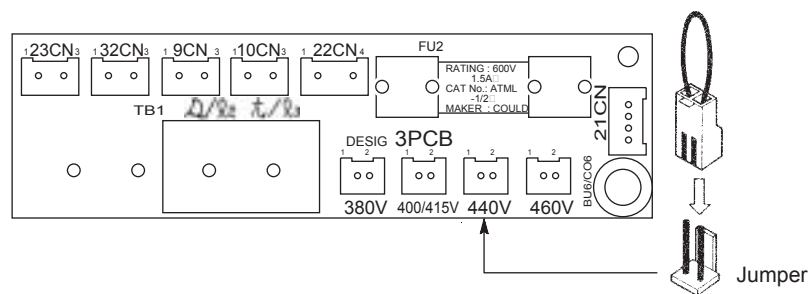 1 23CN 3
1 32CN 3
1 9CN 3
1 10CN 3
1 22CN 4
FU2
RATING : 600V
1.5A□
CAT No.: ATML
-1/2□
MAKER : COULD
21CN
TB1
DESIG 3PCB
1 2
1 2
1 2
1 2
380V
400/415V
440V
460V
BU6/CO6
Jumper